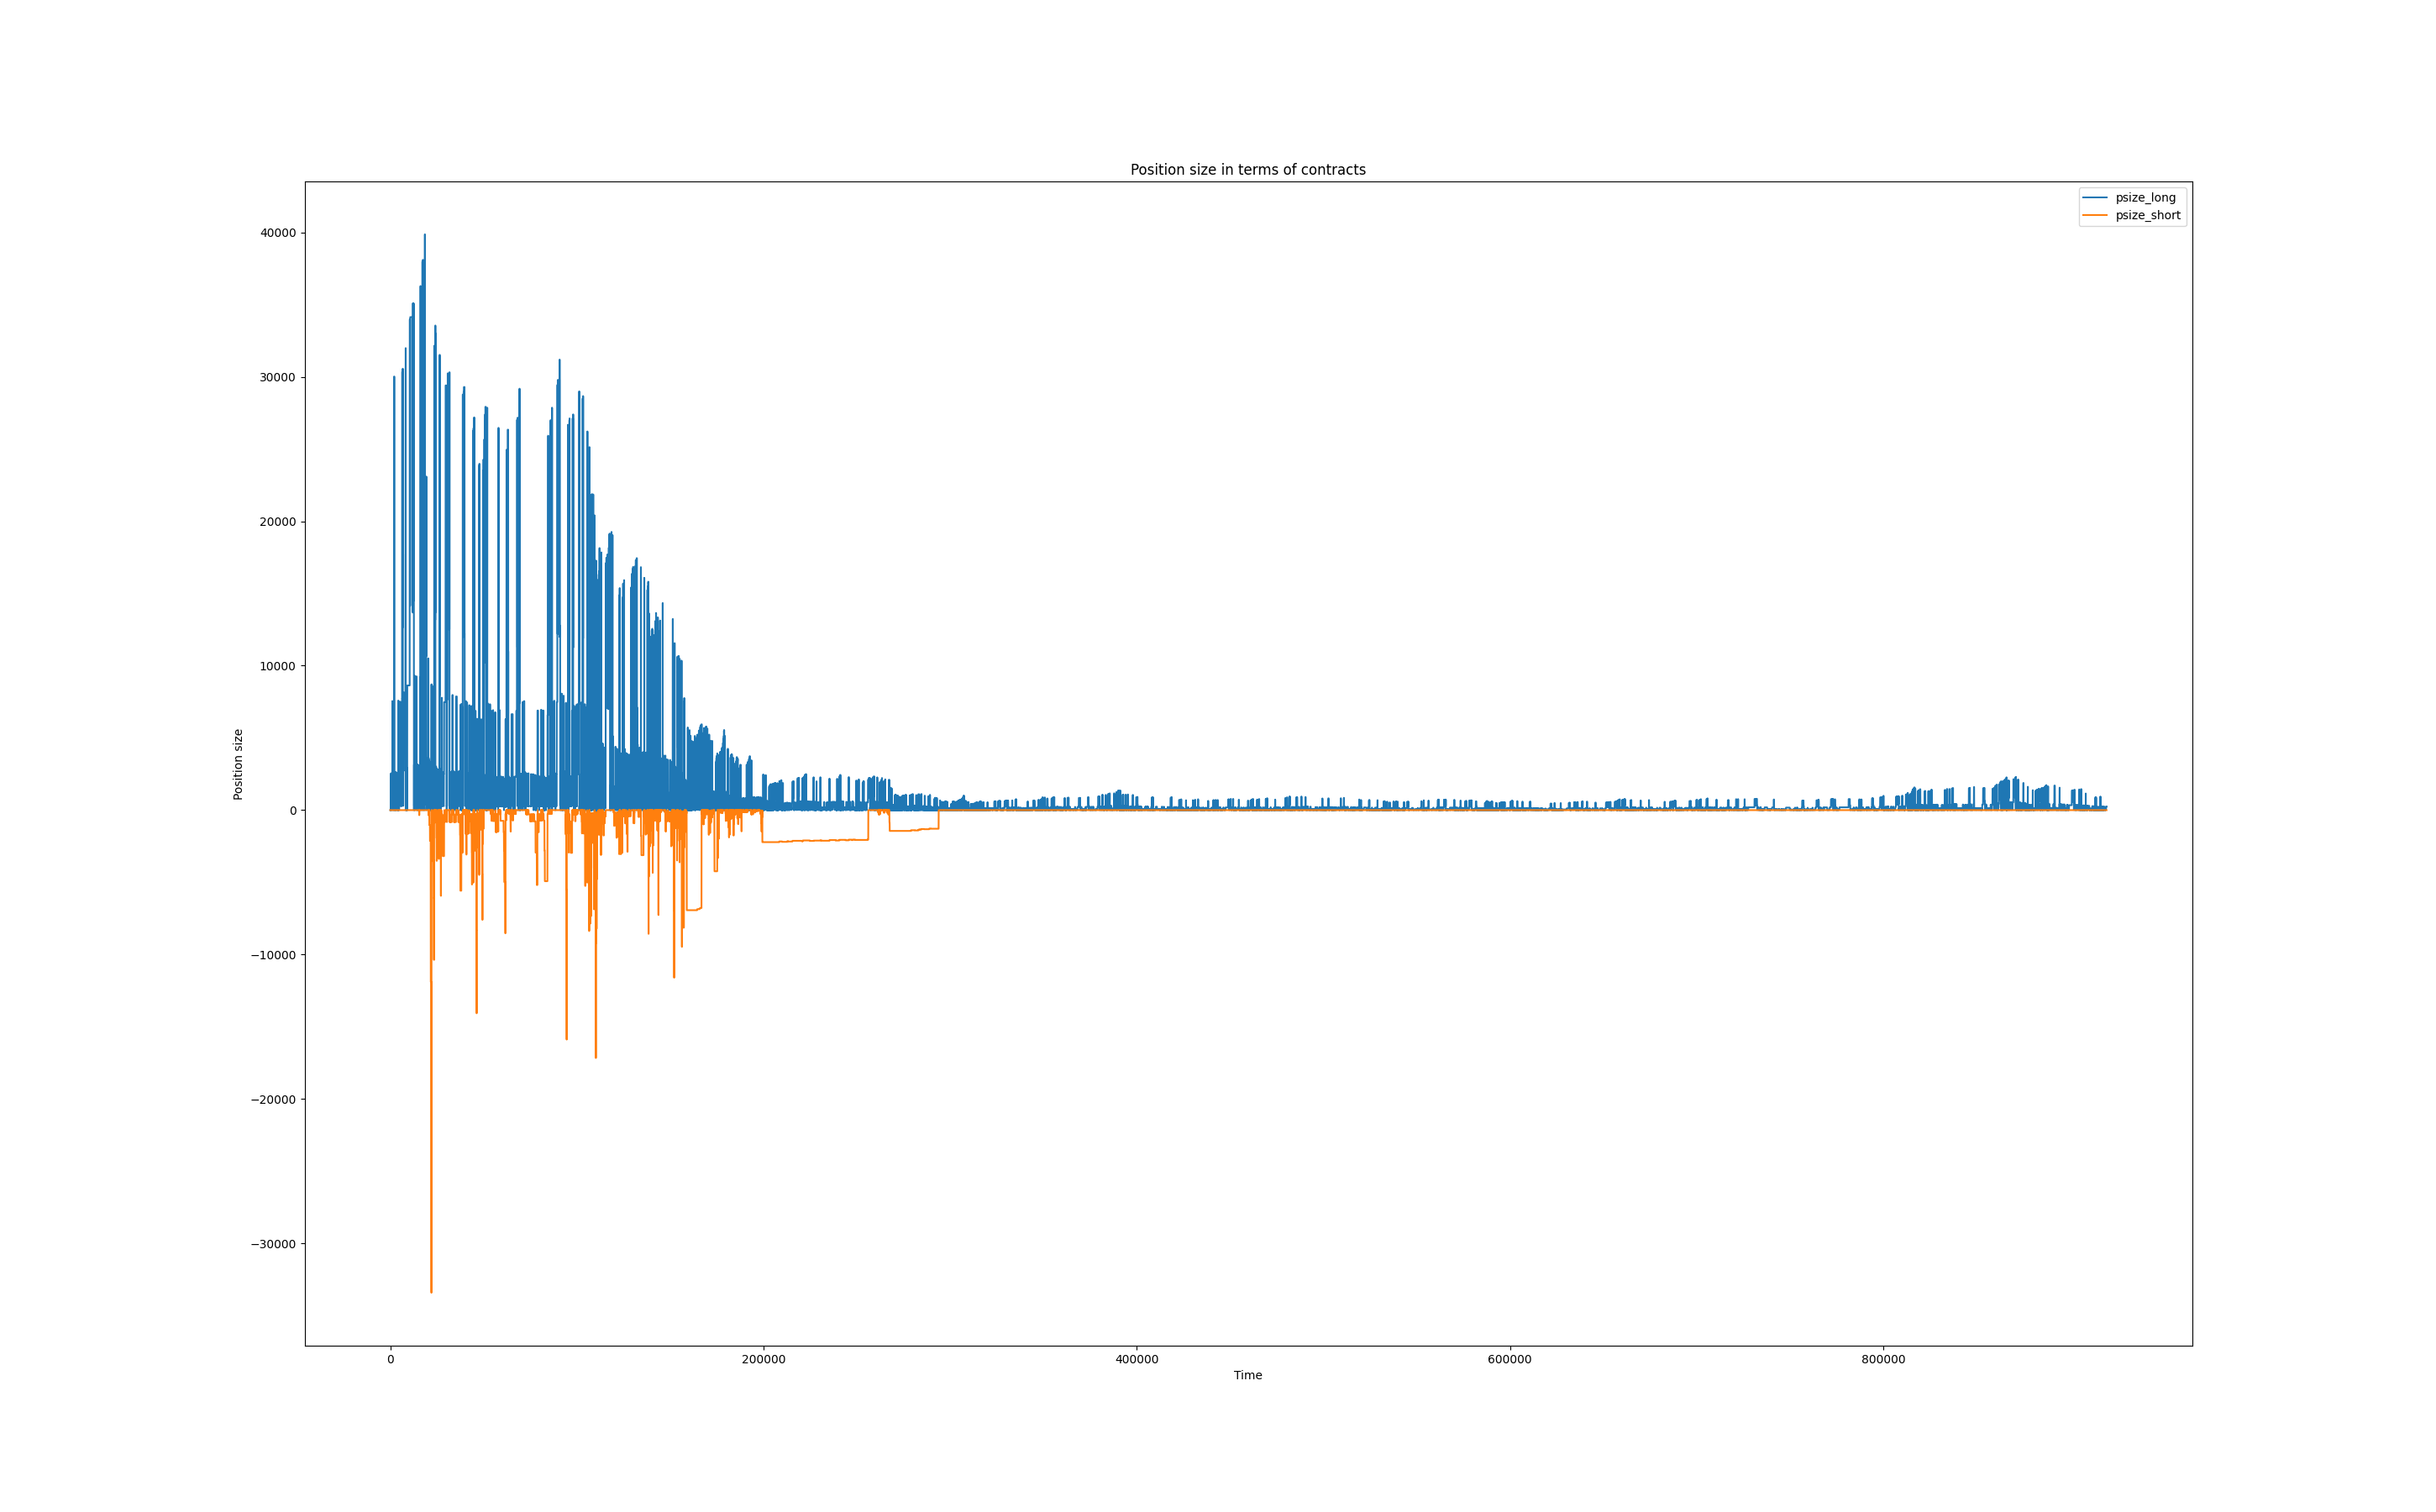 Position size in terms of contracts
psize_long
psize_short
40000
30000
20000
10000
0
−10000
−20000
−30000
Position size
0
200000
400000
600000
800000
Time